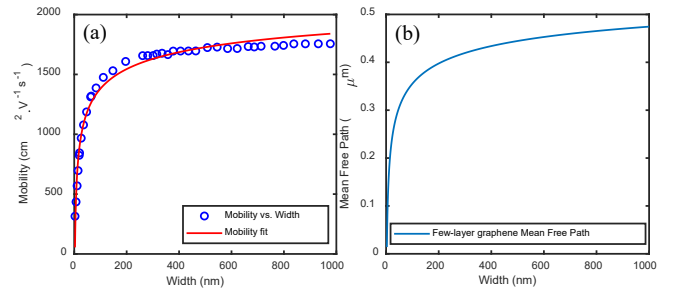 (a)
2000
1500
1000
500
0
Mobility (cm 2 .V -1 s -1 )
Mobility vs. Width
Mobility fit
0 200 400 600 800 1000
Width (nm)
(b)
0.5
0.4
0.3
0.2
0.1
0
Mean Free Path ( μm)
Few-layer graphene Mean Free Path
0 200 400 600 800 1000
Width (nm)